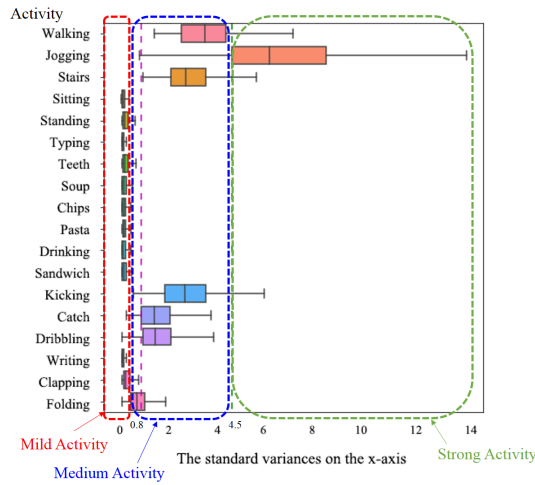 Activity
Walking
Jogging
Stairs
Sitting
Standing
Typing
Teeth
Soup
Chips
Pasta
Drinking
Sandwich
Kicking
Catch
Dribbling
Writing
Clapping
Folding
0 0.8 2 4 4.5 6 8 10 12 14
Mild Activity
Medium Activity
The standard variances on the x-axis
Strong Activity